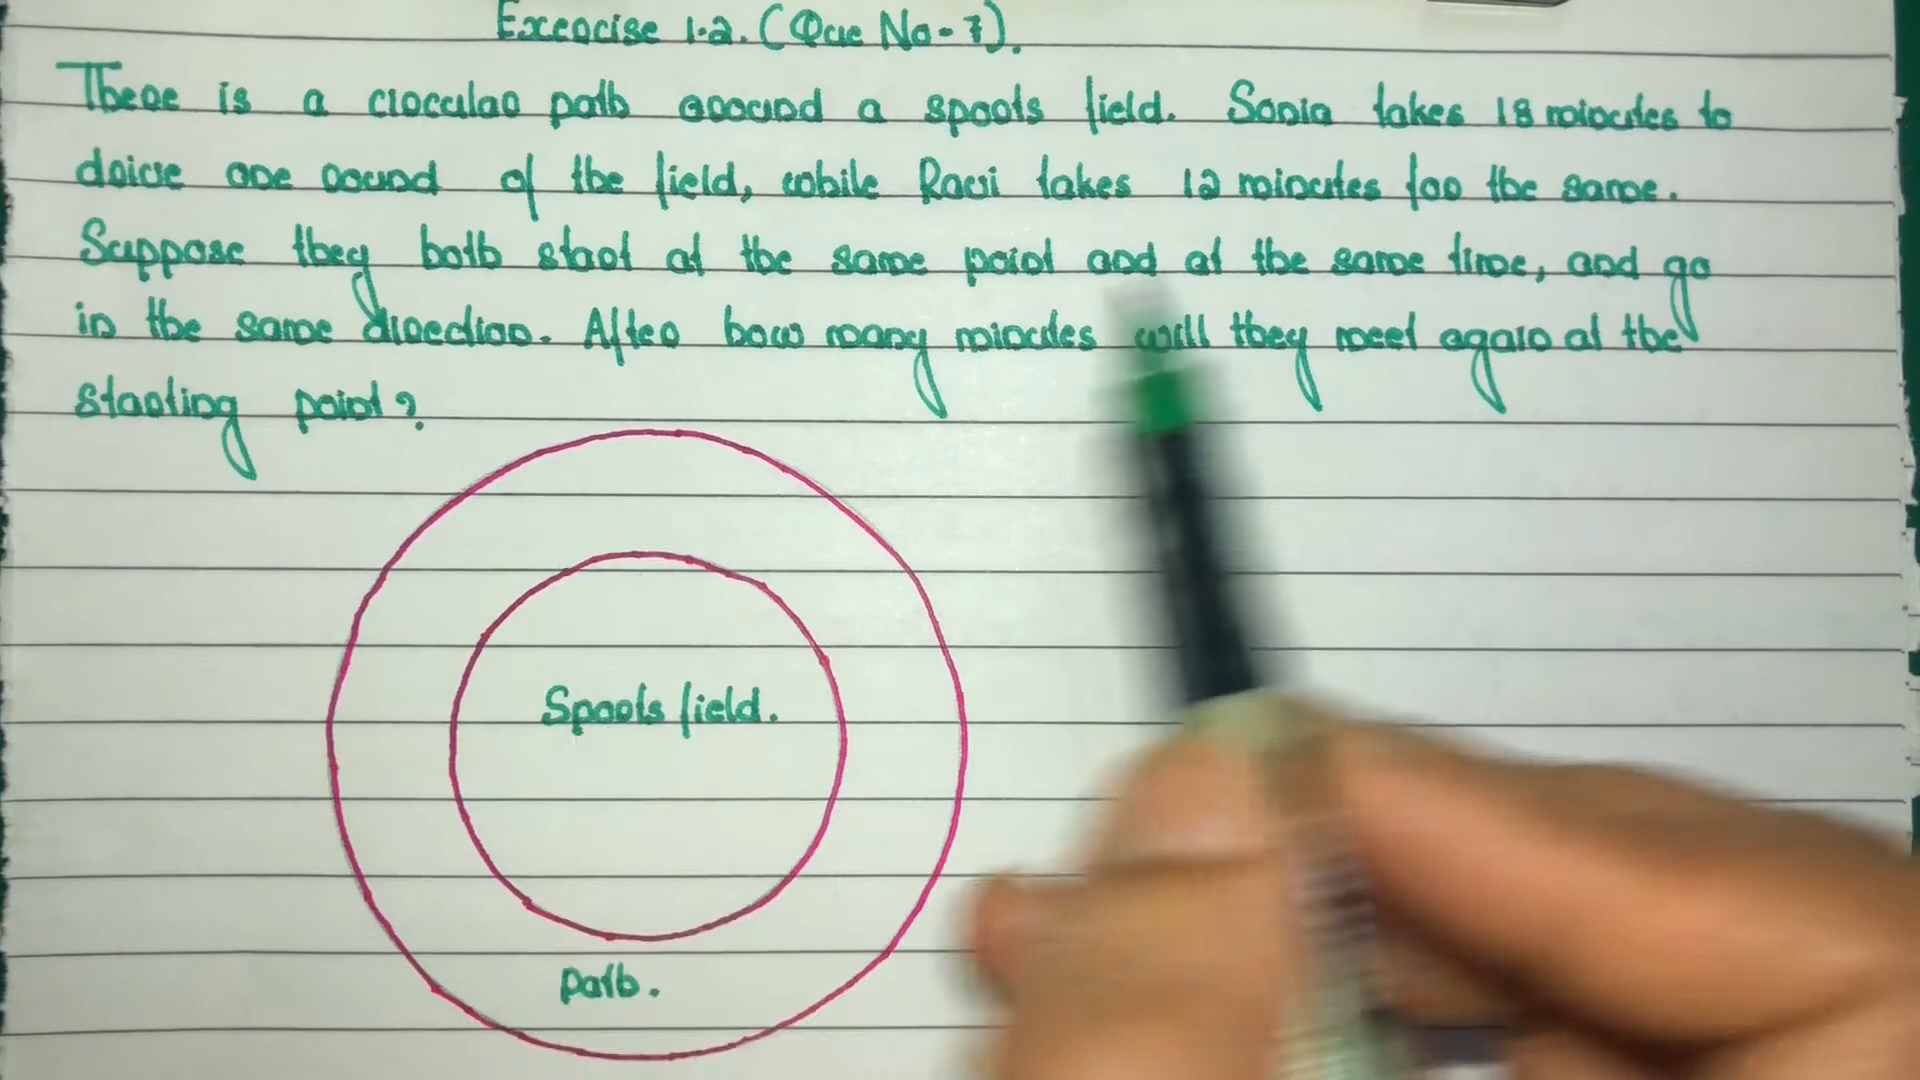 Exercise 1.2. (Que No-7).
There is a circular path around a sports field. Sonia takes 18 minutes to
drive one round of the field, while Ravi takes 12 minutes for the same.
Suppose they both start at the same point and at the same time, and go
in the same direction. After how many minutes will they meet again at the
starting point?
Sports field.
Path.